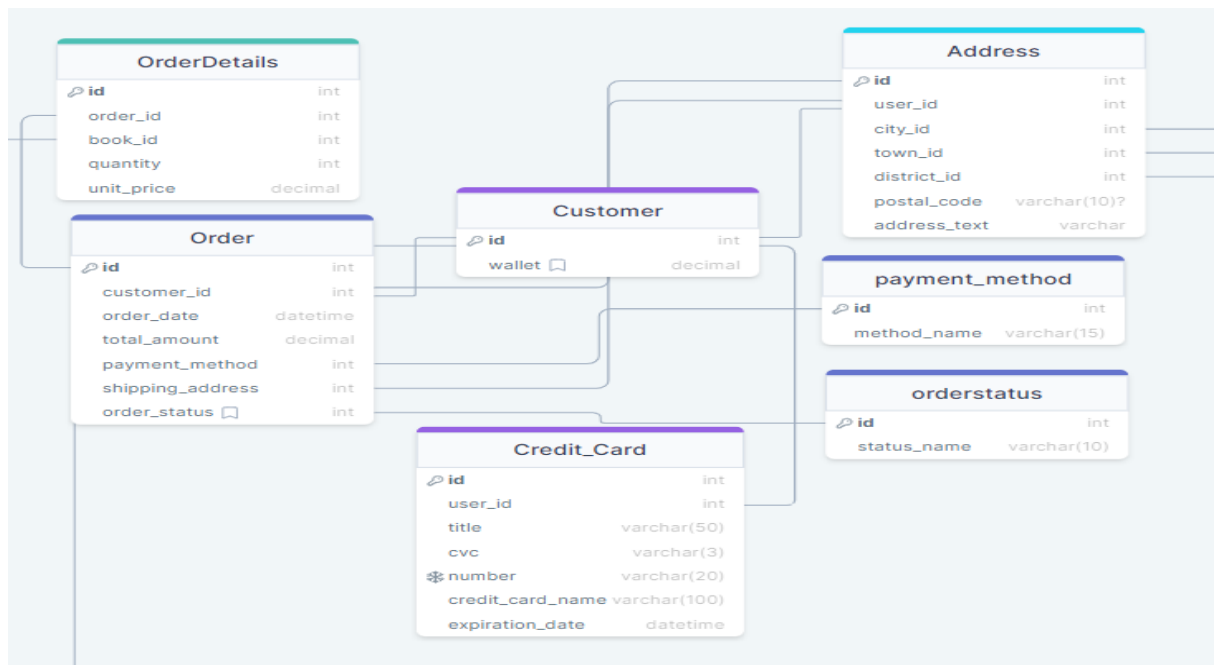 OrderDetails
id int
order_id int
book_id int
quantity int
unit_price decimal
Order
id int
customer_id int
order_date datetime
total_amount decimal
payment_method int
shipping_address int
order_status int
Customer
id int
wallet decimal
Credit_Card
id int
user_id int
title varchar(50)
cvc varchar(3)
number varchar(20)
credit_card_name varchar(100)
expiration_date datetime
Address
id int
user_id int
city_id int
town_id int
district_id int
postal_code varchar(10)?
address_text varchar
payment_method
id int
method_name varchar(15)
orderstatus
id int
status_name varchar(10)